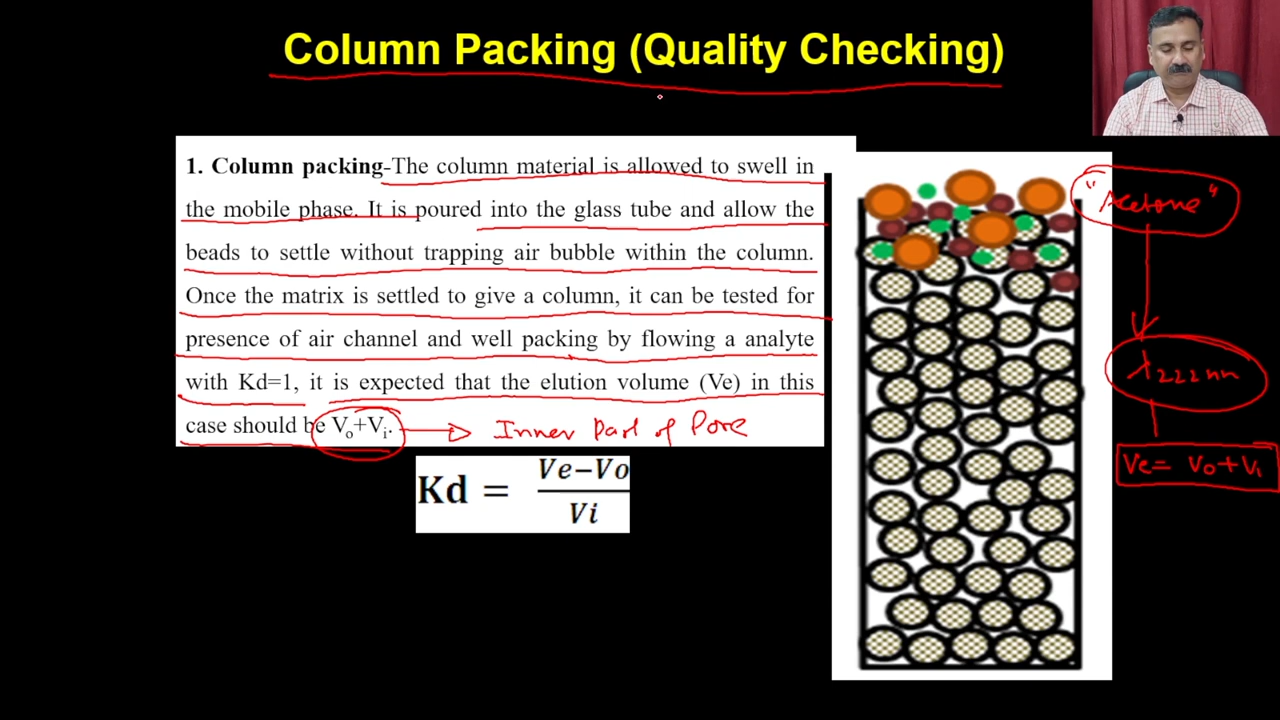 Column Packing (Quality Checking)
1. Column packing-The column material is allowed to swell in
the mobile phase. It is poured into the glass tube and allow the
beads to settle without trapping air bubble within the column.
Once the matrix is settled to give a column, it can be tested for
presence of air channel and well packing by flowing a analyte
with Kd=1, it is expected that the elution volume (Ve) in this
case should be Vo+Vi.
Inner Part of Pore
Kd = Ve−Vo
Vi
"Acetone"
λ222nm
Ve= Vo+Vi